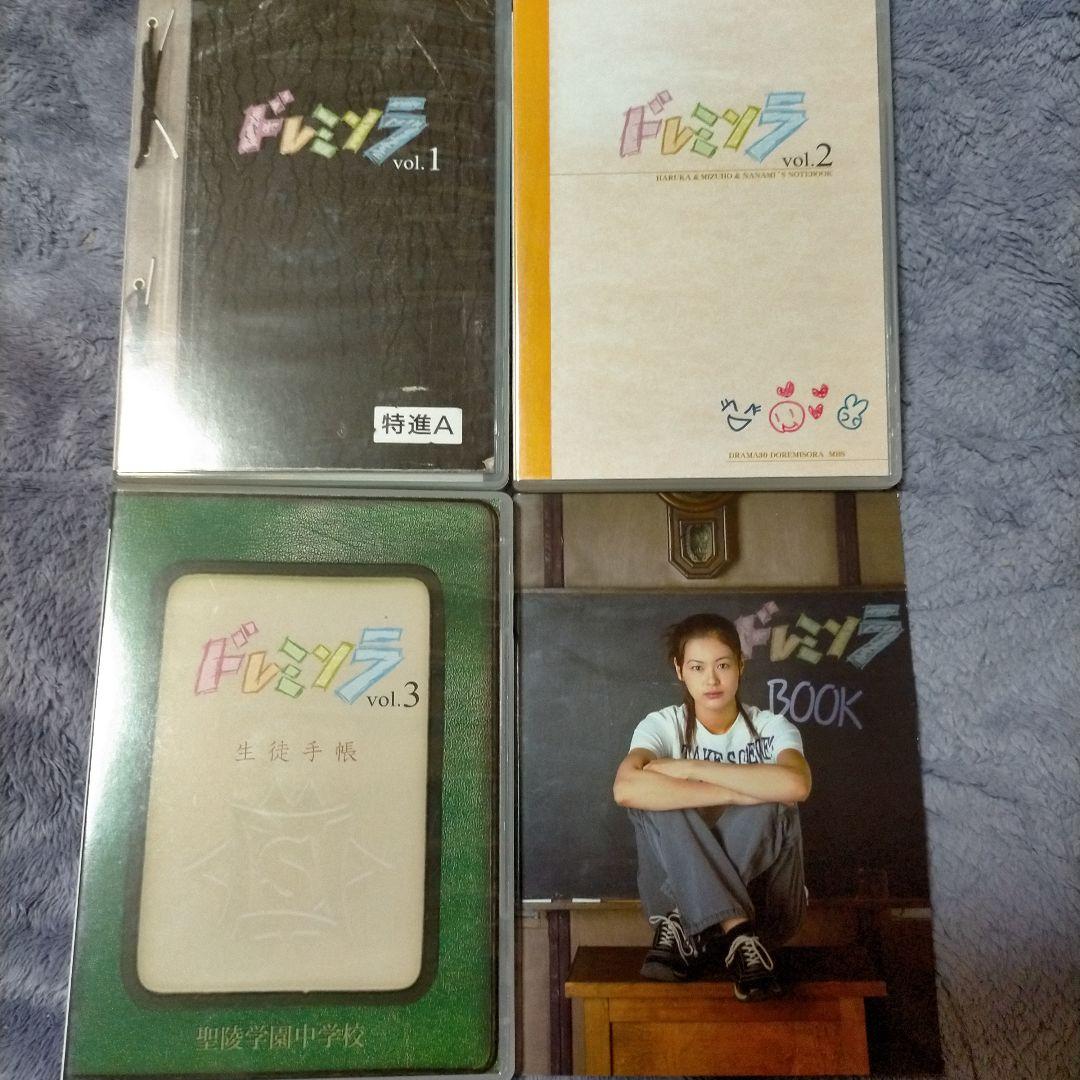 ドレミソラ
vol.1
特進A
ドレミソラ
vol.2
HARUKA & MIZUHO & NANAMI'S NOTEBOOK
DRAMA30 DOREMISORA MBS
ドレミソラ
vol.3
生徒手帳
聖陵学園中学校
ドレミソラ
BOOK